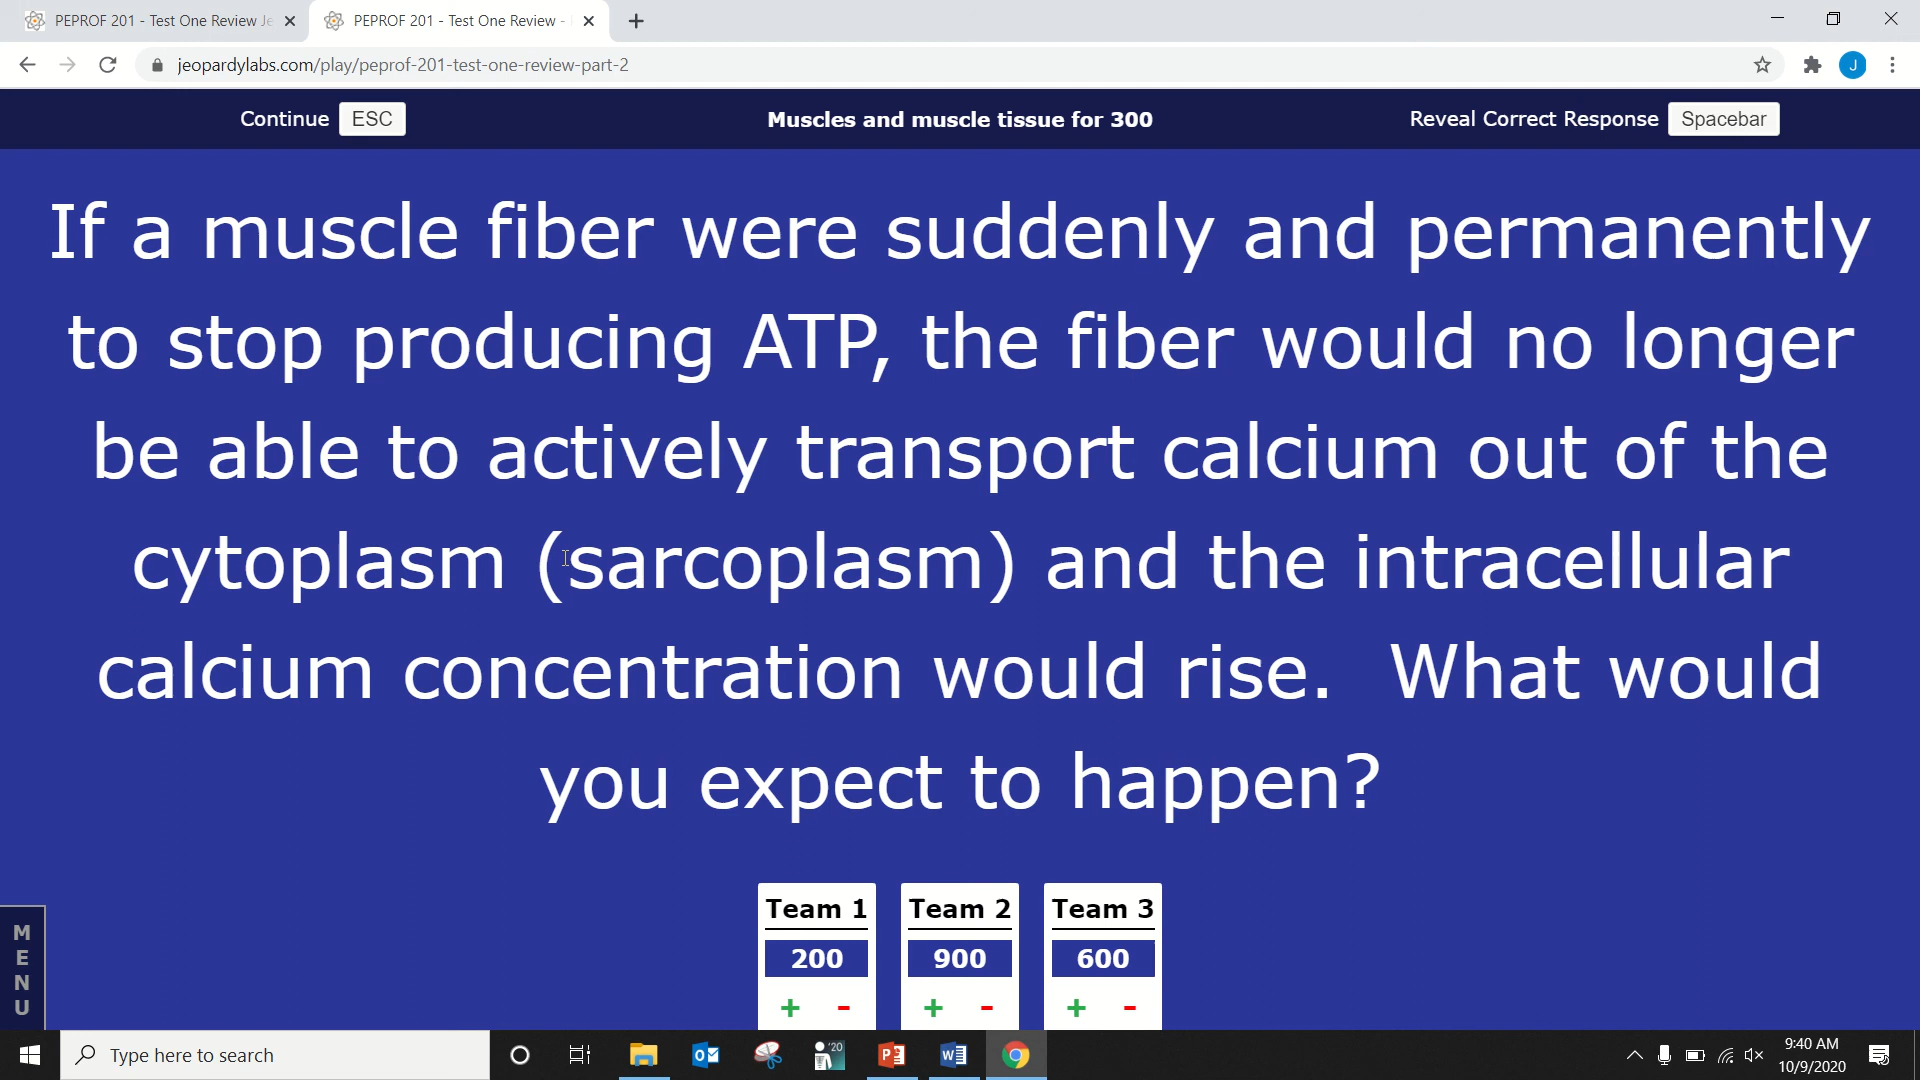 PEPROF 201 - Test One Review Je
PEPROF 201 - Test One Review -
jeopardylabs.com/play/peprof-201-test-one-review-part-2
J
Continue ESC
Muscles and muscle tissue for 300
Reveal Correct Response Spacebar
If a muscle fiber were suddenly and permanently
to stop producing ATP, the fiber would no longer
be able to actively transport calcium out of the
cytoplasm (sarcoplasm) and the intracellular
calcium concentration would rise. What would
you expect to happen?
MENU
Team 1 Team 2 Team 3
200 900 600
+ - + - + -
Type here to search
'20
9:40 AM
10/9/2020